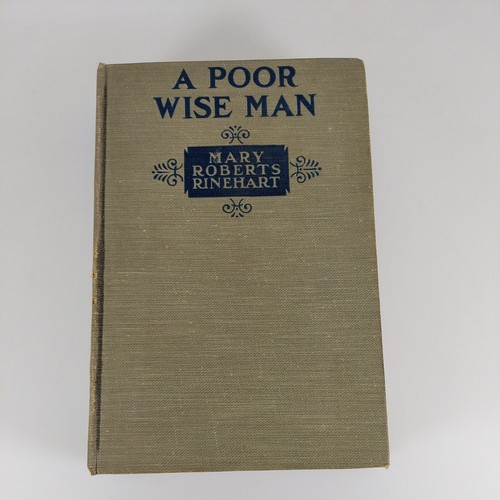 A POOR
WISE MAN
MARY
ROBERTS
RINEHART